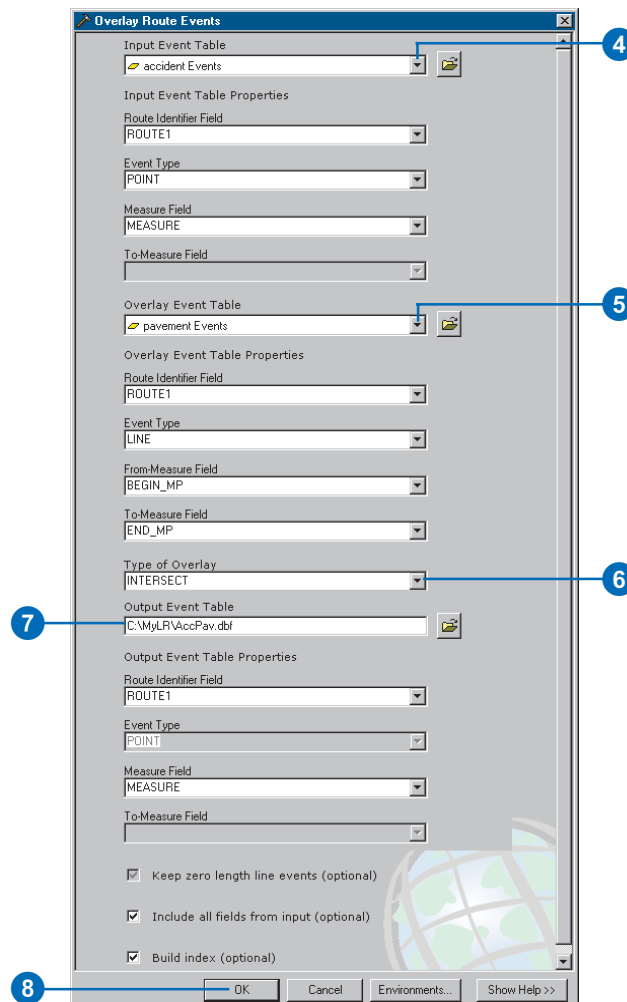 Overlay Route Events
Input Event Table
4
accident Events
Input Event Table Properties
Route Identifier Field
ROUTE1
Event Type
POINT
Measure Field
MEASURE
To-Measure Field
Overlay Event Table
5
pavement Events
Overlay Event Table Properties
Route Identifier Field
ROUTE1
Event Type
LINE
From-Measure Field
BEGIN_MP
To-Measure Field
END_MP
Type of Overlay
INTERSECT
6
Output Event Table
7
C:\MyLR\AccPav.dbf
Output Event Table Properties
Route Identifier Field
ROUTE1
Event Type
POINT
Measure Field
MEASURE
To-Measure Field
Keep zero length line events (optional)
Include all fields from input (optional)
Build index (optional)
8
OK Cancel Environments... Show Help >>